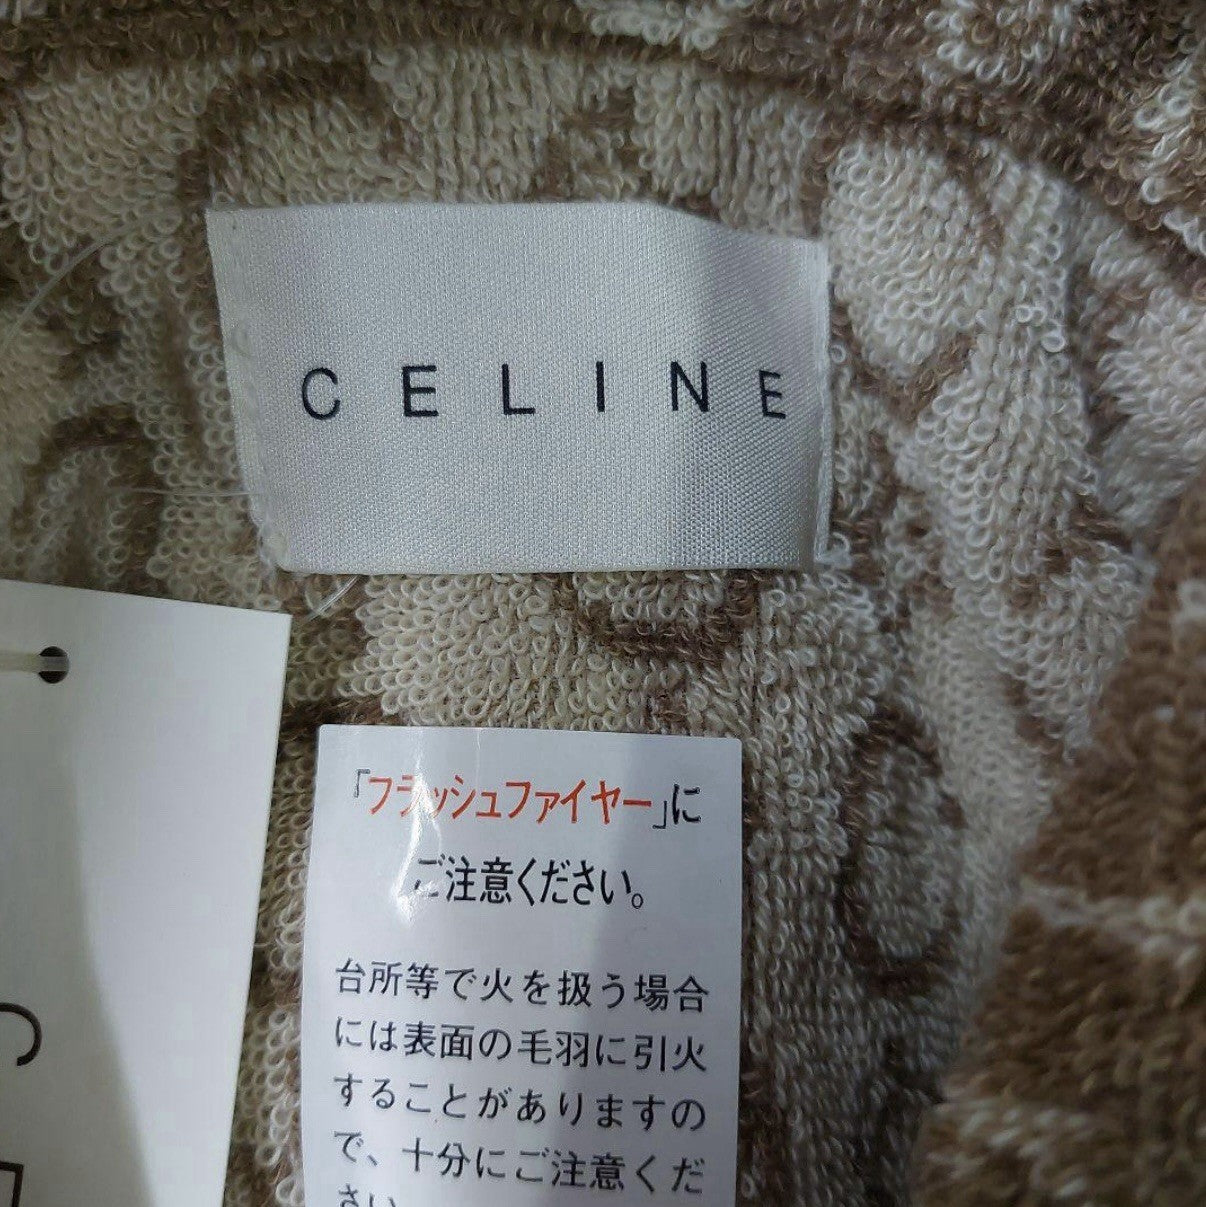 CELINE
「フラッシュファイヤー」に
ご注意ください。
台所等で火を扱う場合
には表面の毛羽に引火
することがありますの
で、十分にご注意くだ
さい
C